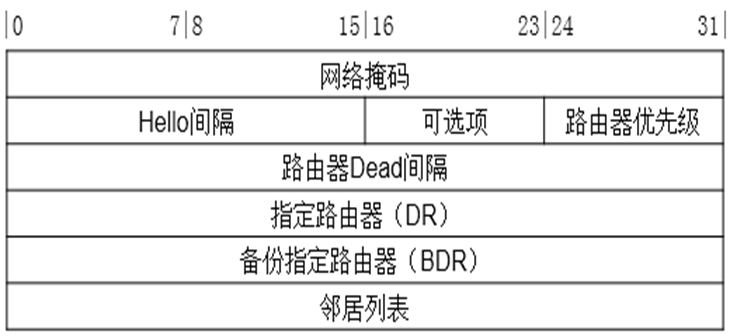 0 7 8 15 16 23 24 31
网络掩码
Hello间隔 可选项 路由器优先级
路由器Dead间隔
指定路由器（DR）
备份指定路由器（BDR）
邻居列表